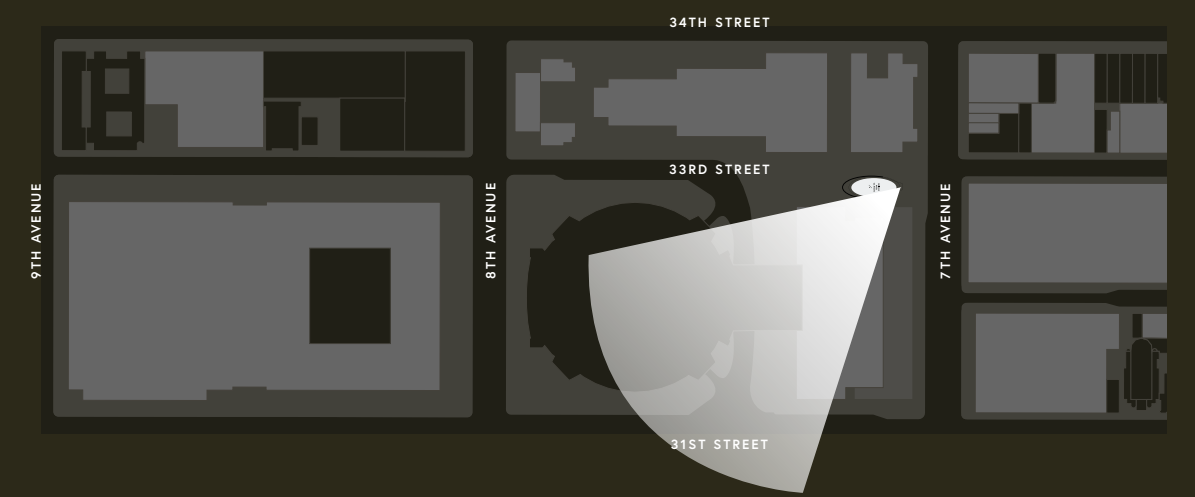 34TH STREET
33RD STREET
9TH AVENUE
8TH AVENUE
7TH AVENUE
31ST STREET